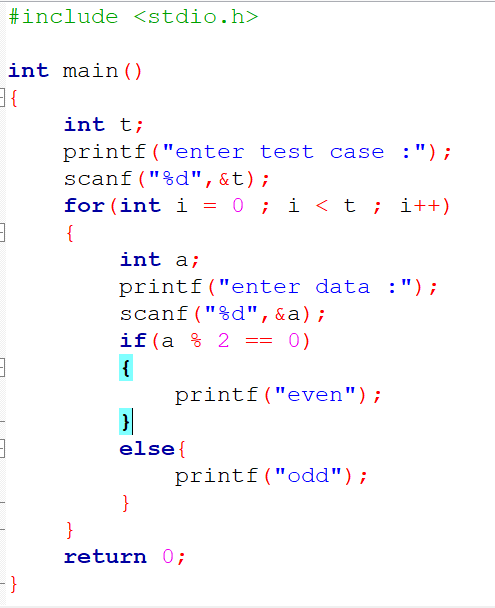 #include <stdio.h>

int main()
{
    int t;
    printf("enter test case :");
    scanf("%d",&t);
    for(int i = 0 ; i < t ; i++)
    {
        int a;
        printf("enter data :");
        scanf("%d",&a);
        if(a % 2 == 0)
        {
            printf("even");
        }
        else{
            printf("odd");
        }
    }
    return 0;
}